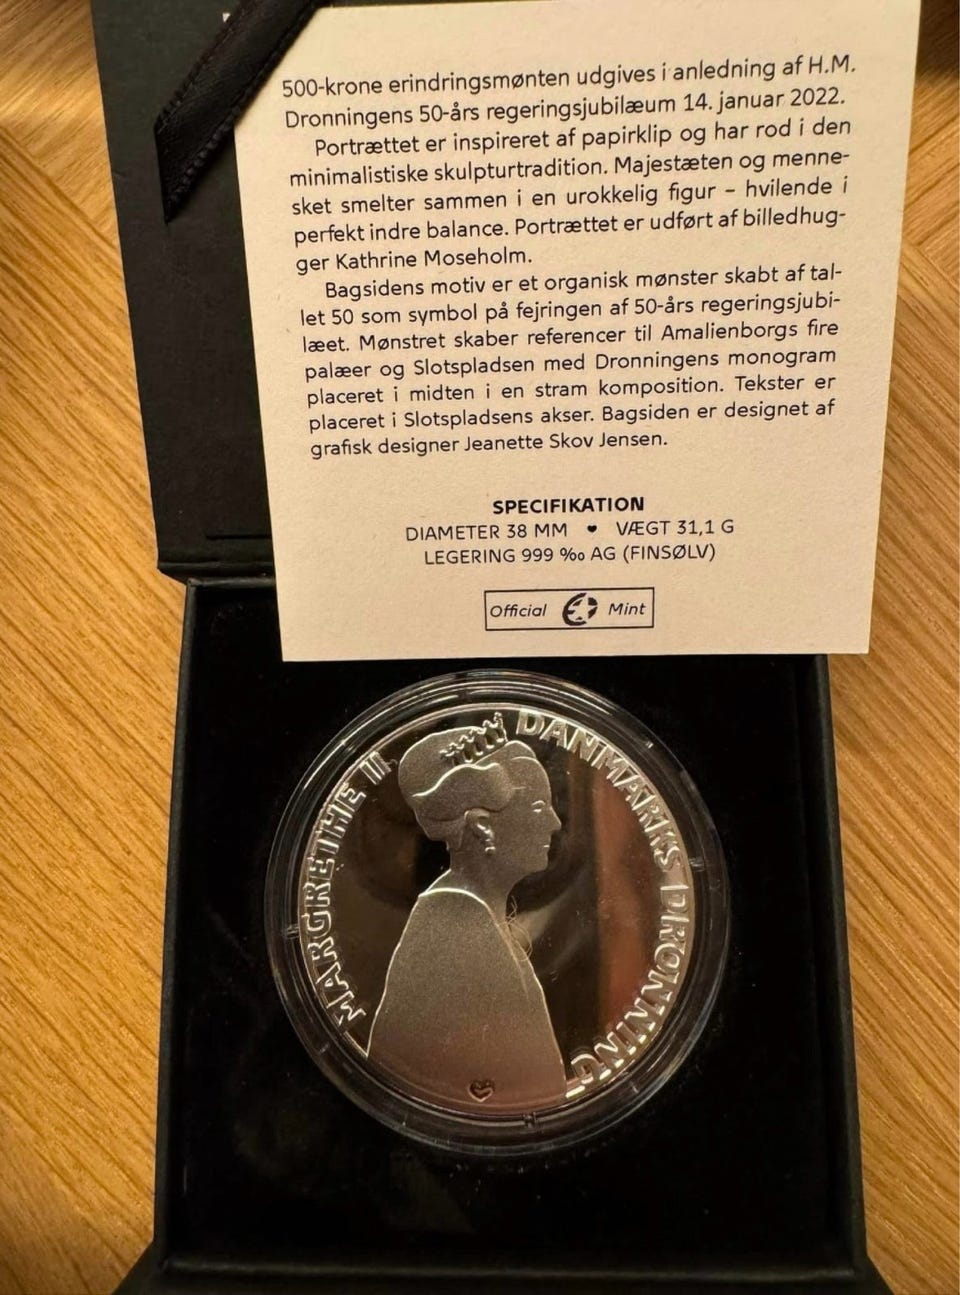 500-krone erindringsmønten udgives i anledning af H.M.
Dronningens 50-års regeringsjubilæum 14. januar 2022.
Portrættet er inspireret af papirklip og har rod i den
minimalistiske skulpturtradition. Majestæten og menne-
sket smelter sammen i en urokkelig figur – hvilende i
perfekt indre balance. Portrættet er udført af billedhug-
ger Kathrine Moseholm.
Bagsidens motiv er et organisk mønster skabt af tal-
let 50 som symbol på fejringen af 50-års regeringsjubi-
læet. Mønstret skaber referencer til Amalienborgs fire
palæer og Slotspladsen med Dronningens monogram
placeret i midten i en stram komposition. Tekster er
placeret i Slotspladsens akser. Bagsiden er designet af
grafisk designer Jeanette Skov Jensen.
SPECIFIKATION
DIAMETER 38 MM ♥ VÆGT 31,1 G
LEGERING 999 ‰ AG (FINSØLV)
Official Mint
MARGRETHE II. DANMARKS DRONNING